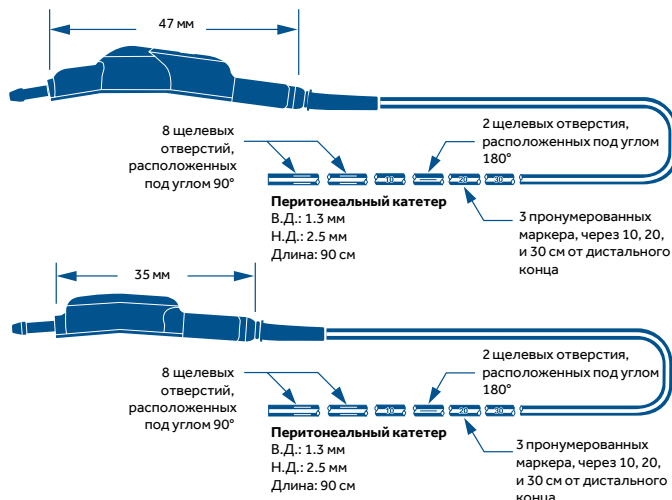 47 мм
8 щелевых
отверстий,
расположенных
под углом 90°
2 щелевых отверстия,
расположенных под углом
180°
10
20
30
Перитонеальный катетер
В.Д.: 1.3 мм
Н.Д.: 2.5 мм
Длина: 90 см
3 пронумерованных
маркера, через 10, 20,
и 30 см от дистального
конца
35 мм
8 щелевых
отверстий,
расположенных
под углом 90°
2 щелевых отверстия,
расположенных под углом
180°
10
20
30
Перитонеальный катетер
В.Д.: 1.3 мм
Н.Д.: 2.5 мм
Длина: 90 см
3 пронумерованных
маркера, через 10, 20,
и 30 см от дистального
конца